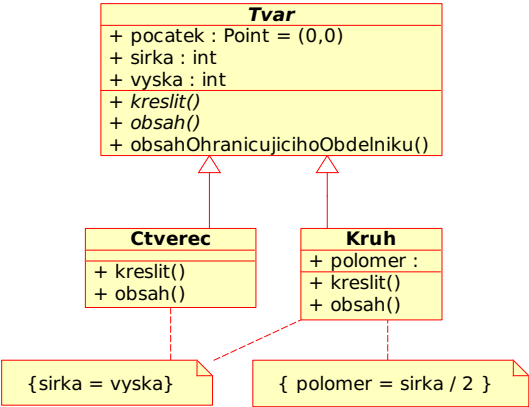 Tvar
+ pocatek : Point = (0,0)
+ sirka : int
+ vyska : int
+ kreslit()
+ obsah()
+ obsahOhranicujicihoObdelniku()
Ctverec
+ kreslit()
+ obsah()
Kruh
+ polomer :
+ kreslit()
+ obsah()
{sirka = vyska}
{ polomer = sirka / 2 }